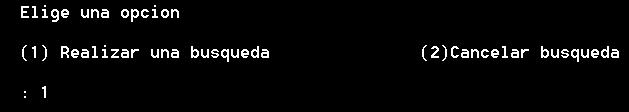 Elige una opcion
(1) Realizar una busqueda (2)Cancelar busqueda
: 1